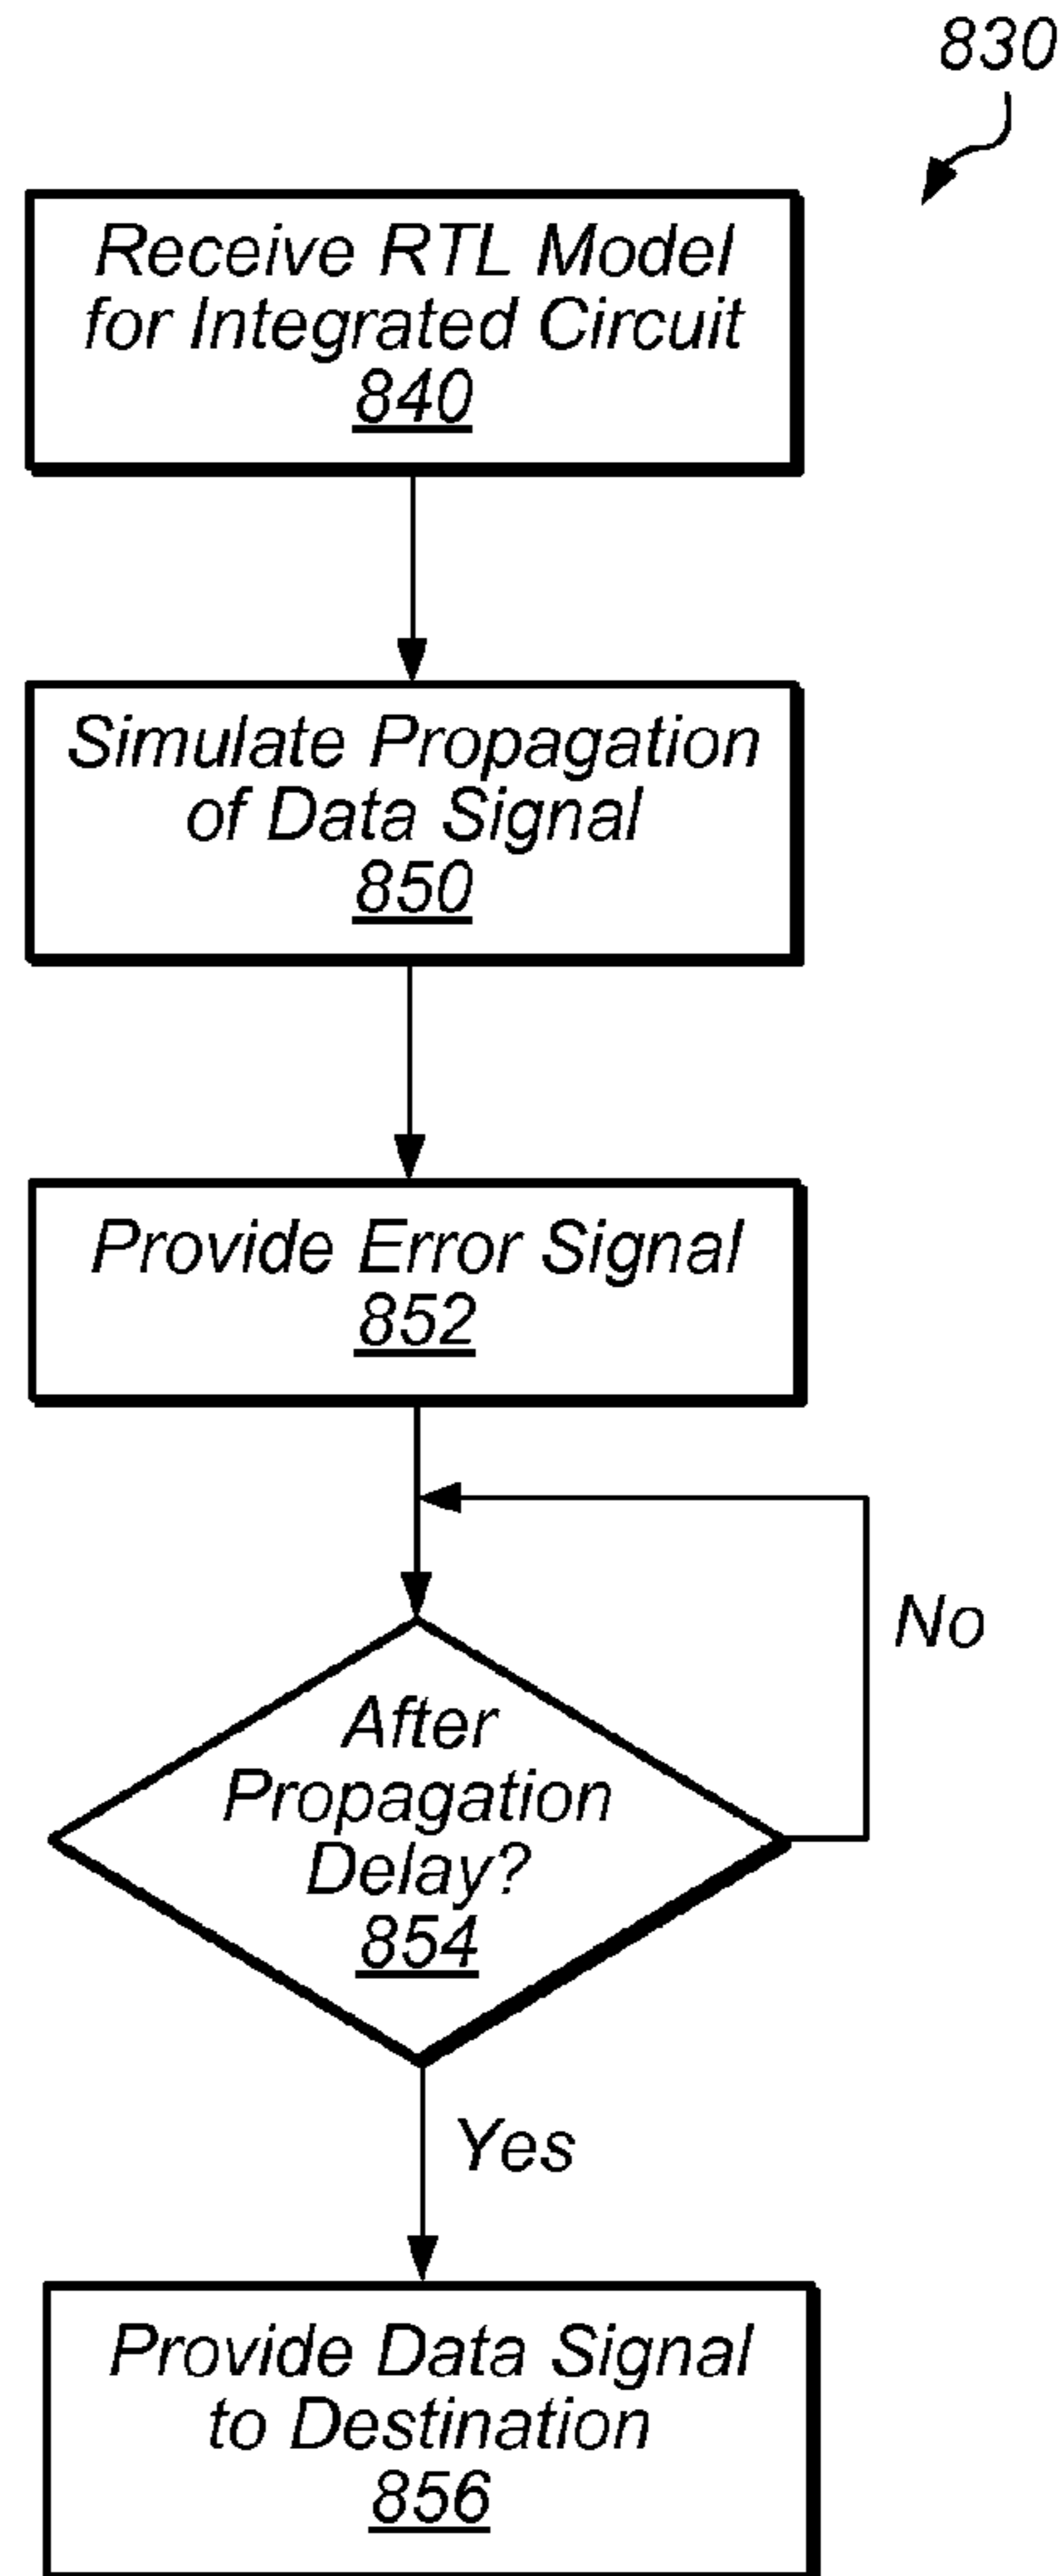 830
Receive RTL Model
for Integrated Circuit
840
Simulate Propagation
of Data Signal
850
Provide Error Signal
852
No
After
Propagation
Delay?
854
Yes
Provide Data Signal
to Destination
856